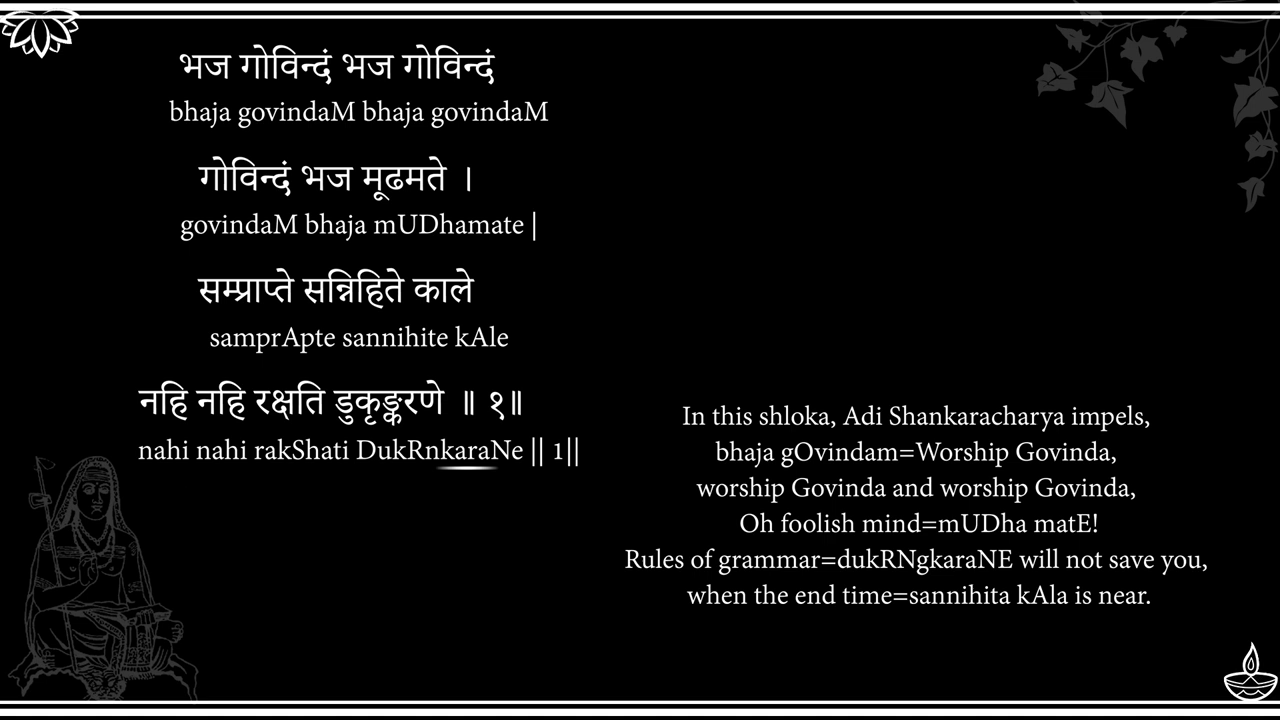 भज गोविन्दं भज गोविन्दं
bhaja govindaM bhaja govindaM
गोविन्दं भज मूढमते ।
govindaM bhaja mUDhamate |
सम्प्राप्ते सन्निहिते काले
samprApte sannihite kAle
नहि नहि रक्षति डुकृङ्करणे ॥ १॥
nahi nahi rakShati DukRnkaraNe || 1||
In this shloka, Adi Shankaracharya impels,
bhaja gOvindam=Worship Govinda,
worship Govinda and worship Govinda,
Oh foolish mind=mUDha matE!
Rules of grammar=dukRNgkaraNE will not save you,
when the end time=sannihita kAla is near.